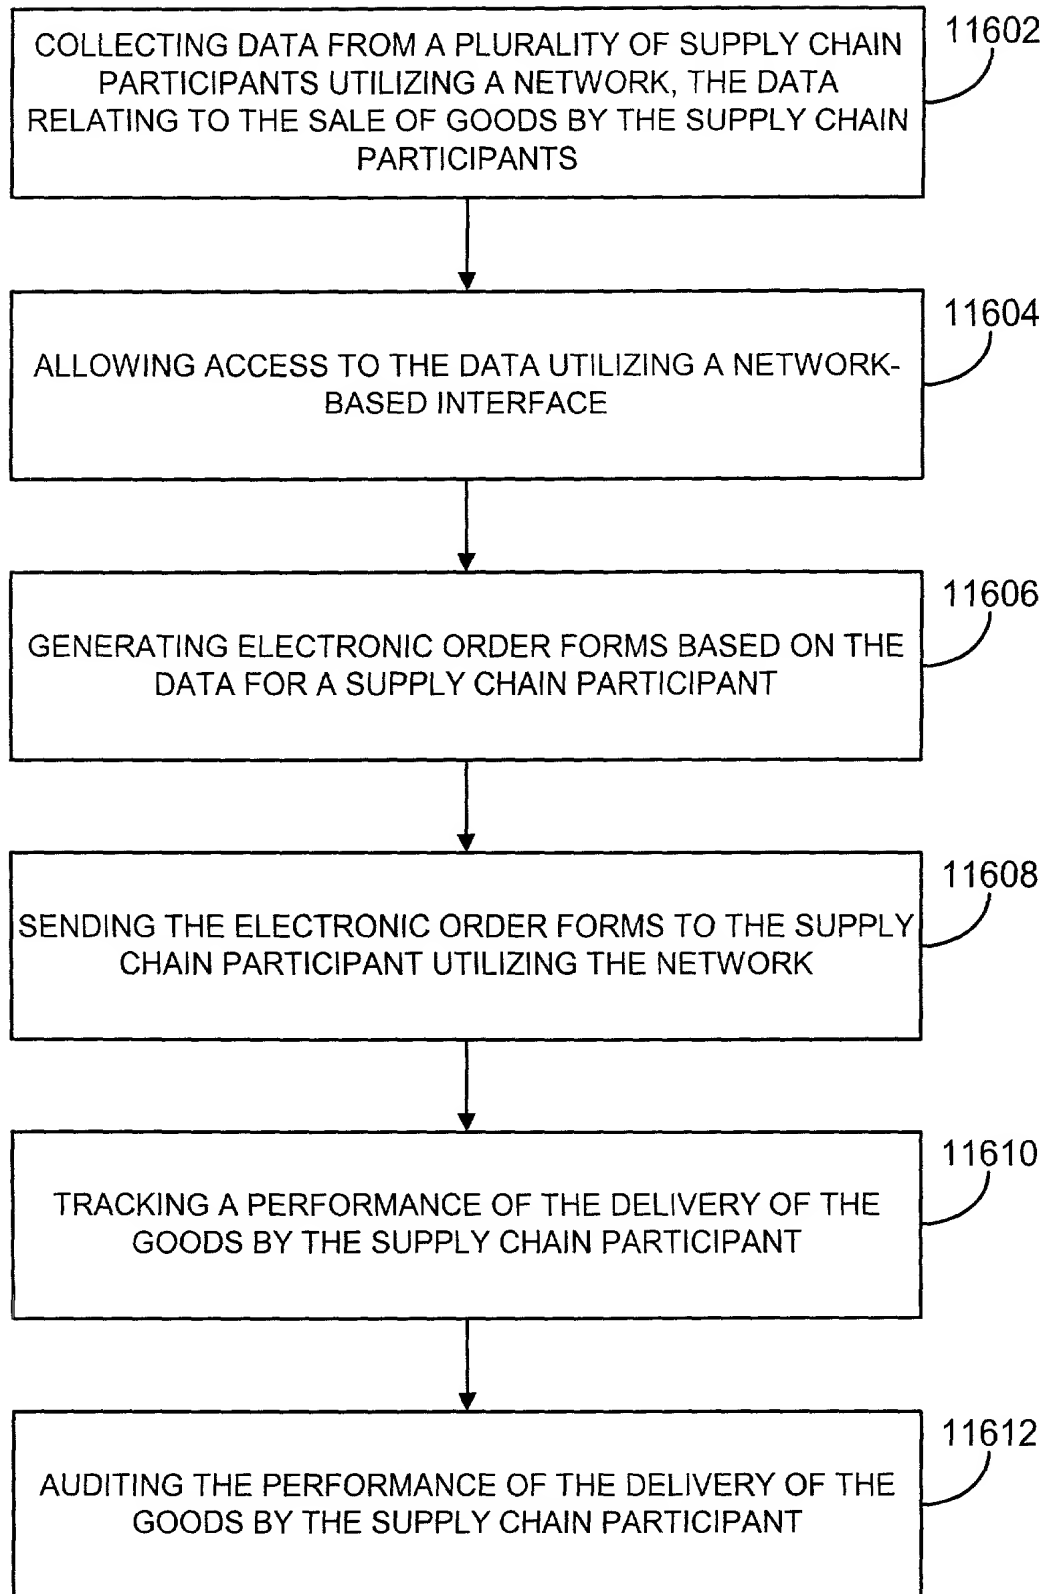 COLLECTING DATA FROM A PLURALITY OF SUPPLY CHAIN
PARTICIPANTS UTILIZING A NETWORK, THE DATA
RELATING TO THE SALE OF GOODS BY THE SUPPLY CHAIN
PARTICIPANTS
11602
ALLOWING ACCESS TO THE DATA UTILIZING A NETWORK-
BASED INTERFACE
11604
GENERATING ELECTRONIC ORDER FORMS BASED ON THE
DATA FOR A SUPPLY CHAIN PARTICIPANT
11606
SENDING THE ELECTRONIC ORDER FORMS TO THE SUPPLY
CHAIN PARTICIPANT UTILIZING THE NETWORK
11608
TRACKING A PERFORMANCE OF THE DELIVERY OF THE
GOODS BY THE SUPPLY CHAIN PARTICIPANT
11610
AUDITING THE PERFORMANCE OF THE DELIVERY OF THE
GOODS BY THE SUPPLY CHAIN PARTICIPANT
11612